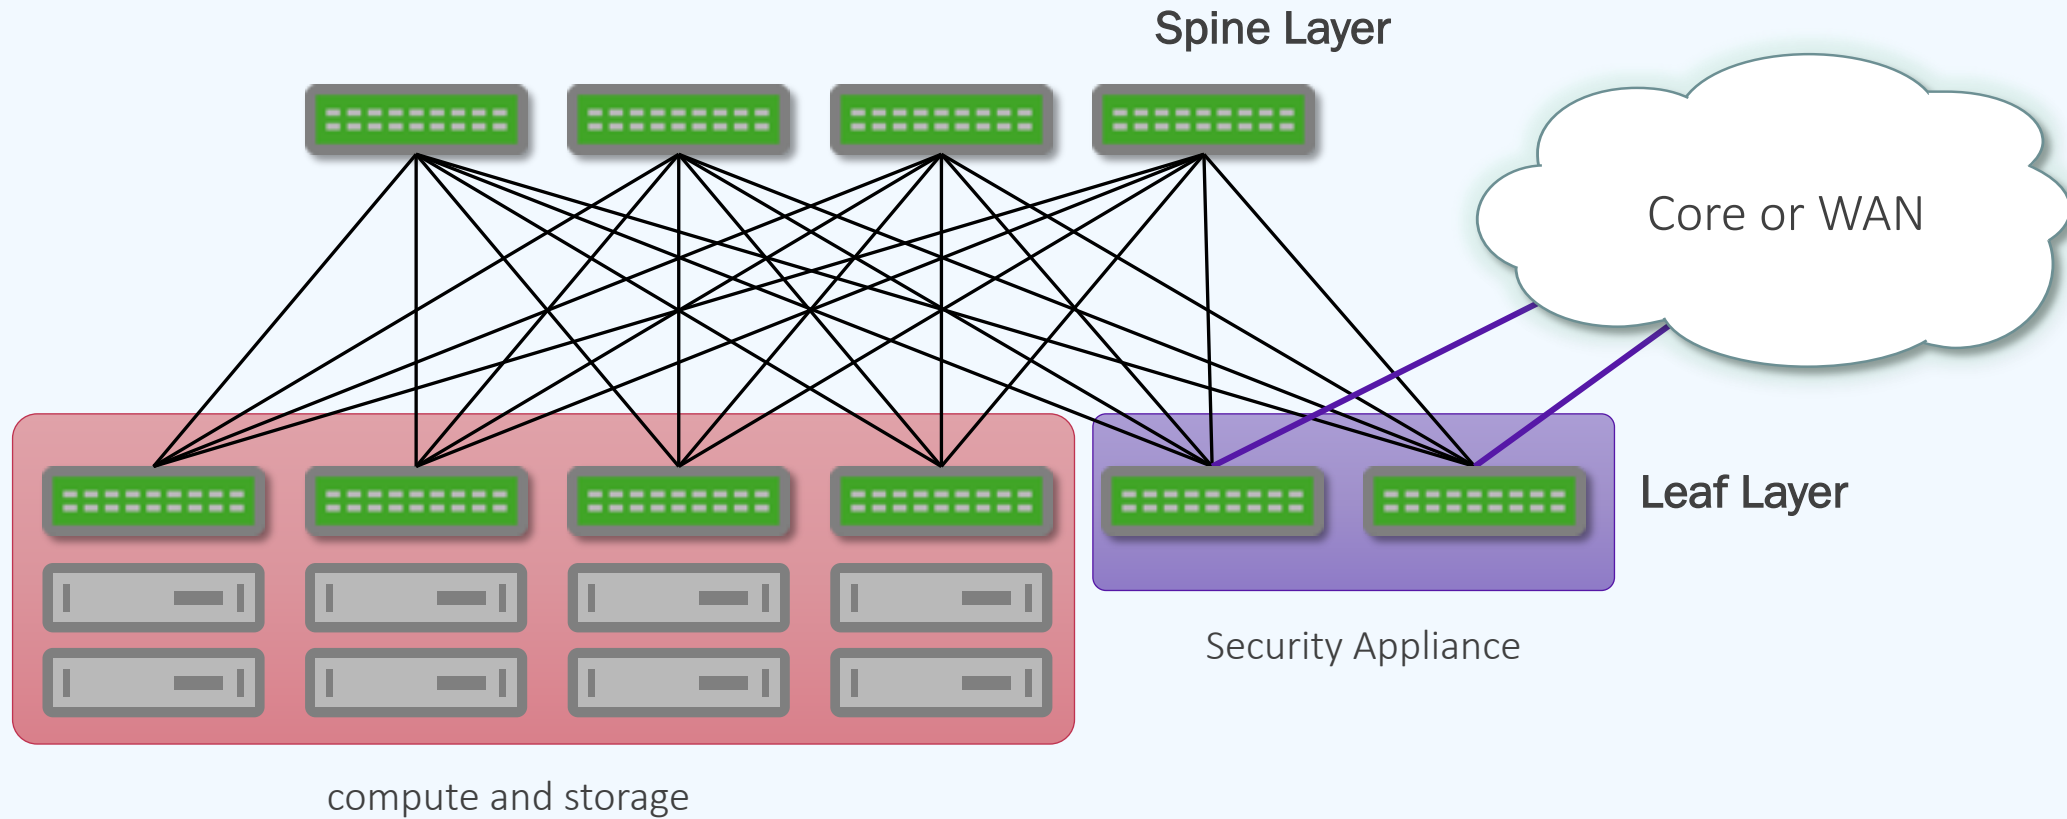 Spine Layer
Core or WAN
Leaf Layer
Security Appliance
compute and storage